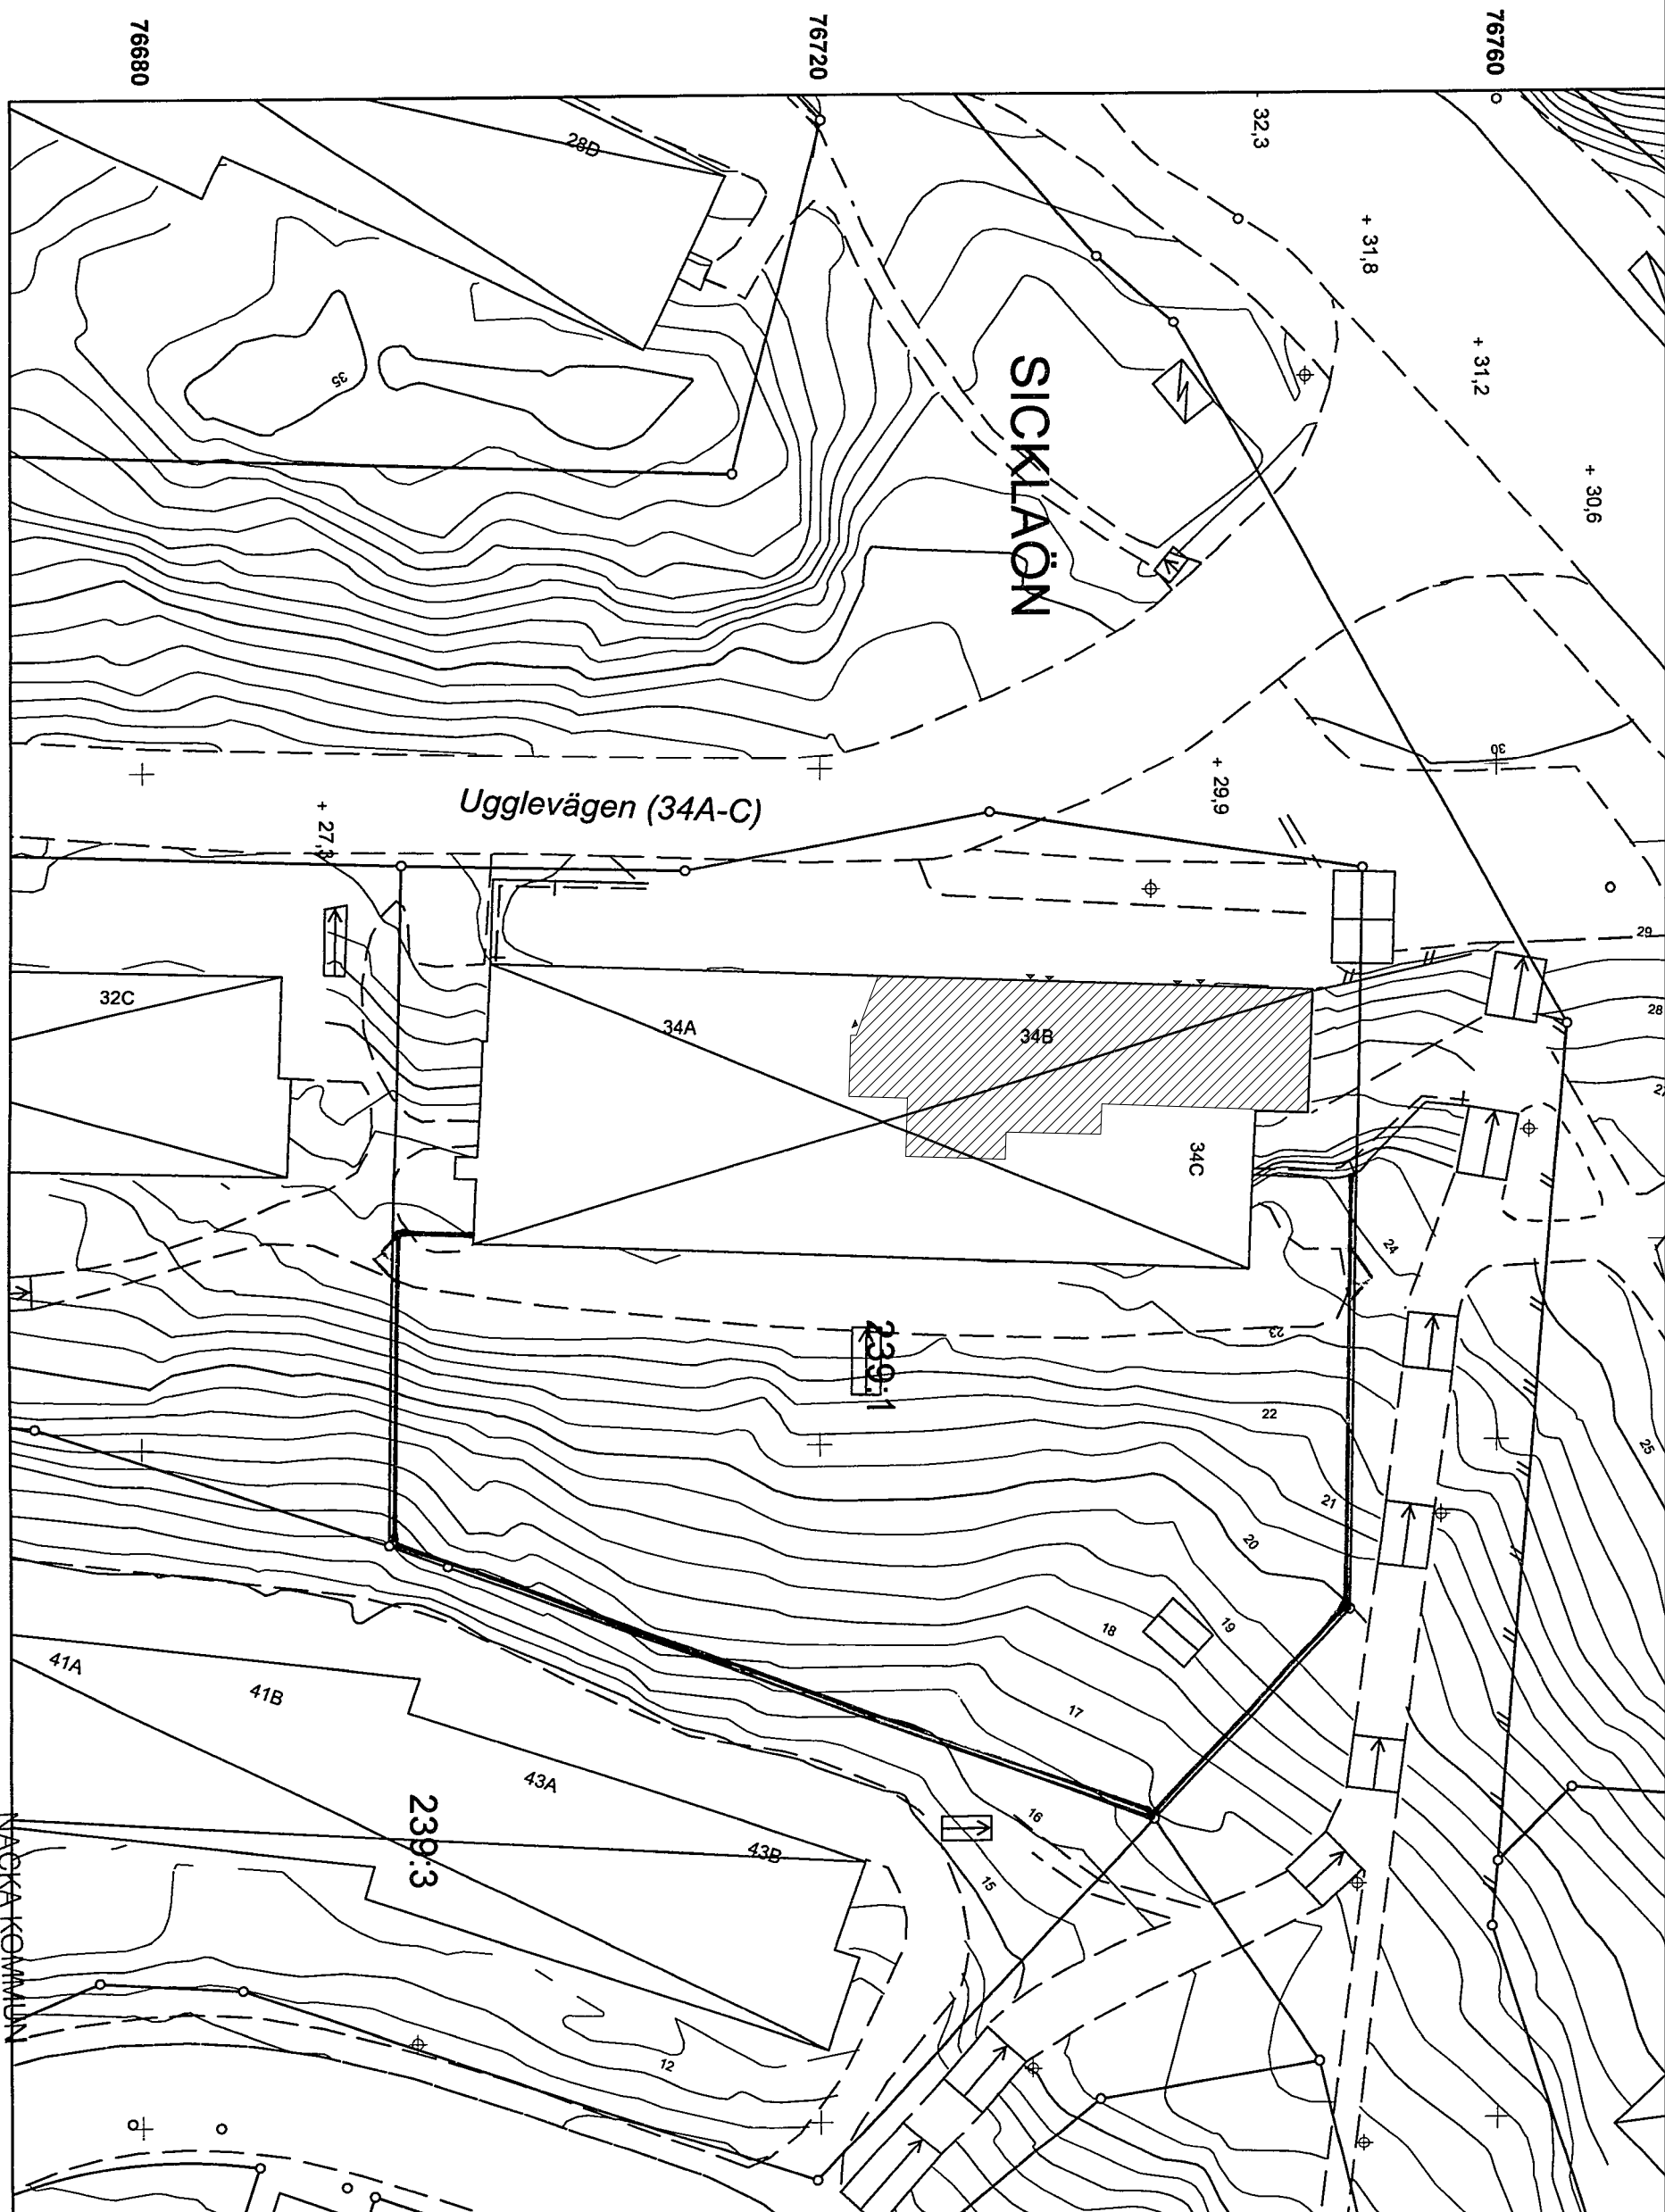 76680
76720
76760
32,3
+ 31,8
+ 31,2
+ 30,6
28D
35
SICKLAÖN
30
+ 29,9
Ugglevägen (34A-C)
+ 27,3
29
28
27
32C
34A
34B
34C
24
23
239:1
22
25
21
20
19
18
17
16
15
41A
41B
43A
43B
239:3
12
NACKA KOMMUN